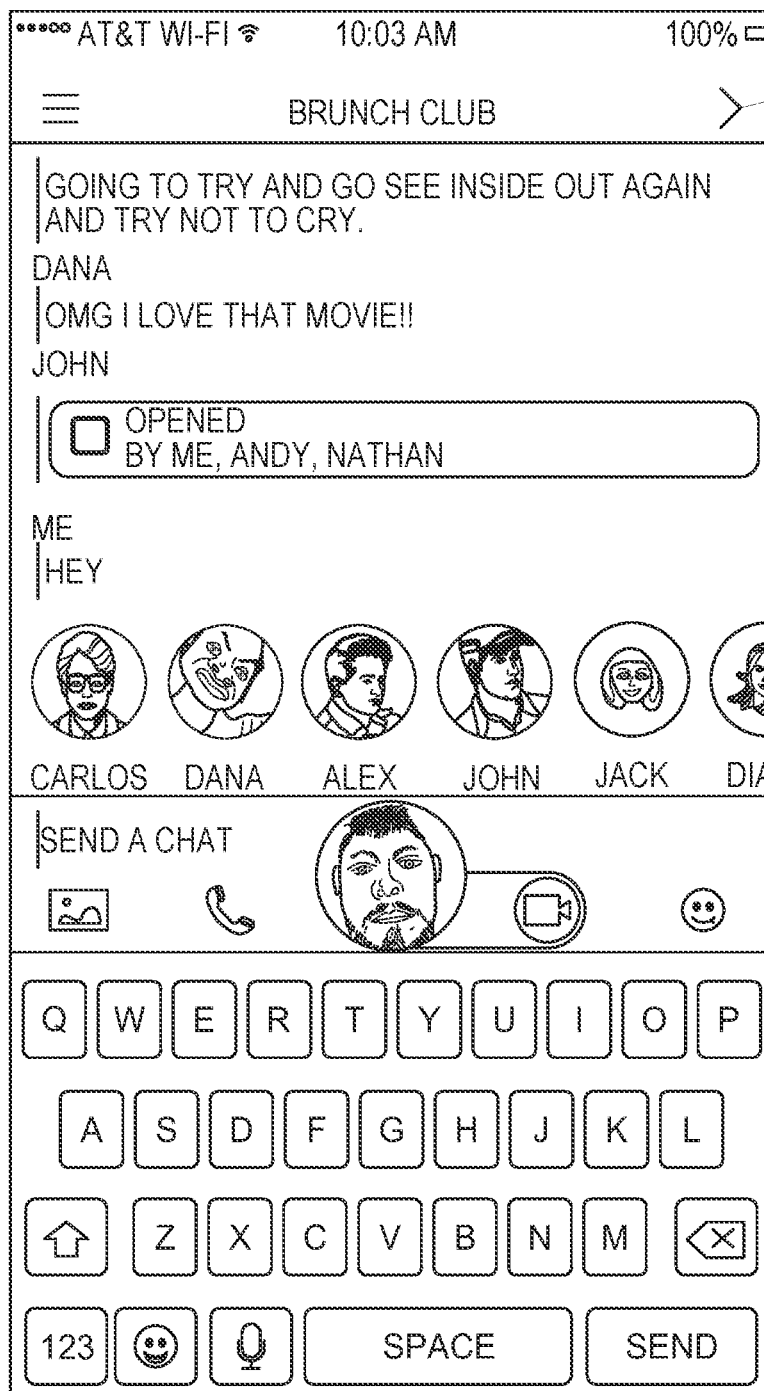 AT&T WI-FI 10:03 AM 100%
BRUNCH CLUB
GOING TO TRY AND GO SEE INSIDE OUT AGAIN
AND TRY NOT TO CRY.
DANA
OMG I LOVE THAT MOVIE!!
JOHN
OPENED
BY ME, ANDY, NATHAN
ME
HEY
CARLOS DANA ALEX JOHN JACK DIA
SEND A CHAT
Q W E R T Y U I O P
A S D F G H J K L
Z X C V B N M
123 SPACE SEND